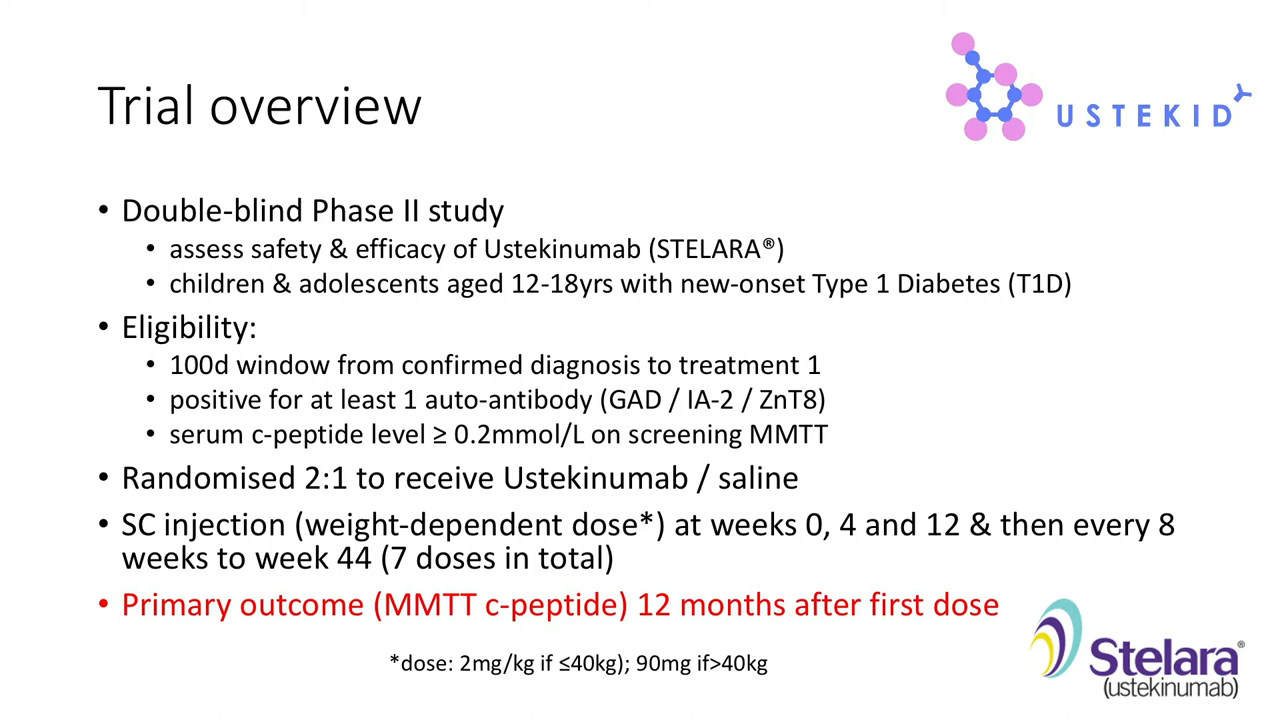 Trial overview
USTEKID
• Double-blind Phase II study
• assess safety & efficacy of Ustekinumab (STELARA®)
• children & adolescents aged 12-18yrs with new-onset Type 1 Diabetes (T1D)
• Eligibility:
• 100d window from confirmed diagnosis to treatment 1
• positive for at least 1 auto-antibody (GAD / IA-2 / ZnT8)
• serum c-peptide level ≥ 0.2mmol/L on screening MMTT
• Randomised 2:1 to receive Ustekinumab / saline
• SC injection (weight-dependent dose*) at weeks 0, 4 and 12 & then every 8
weeks to week 44 (7 doses in total)
• Primary outcome (MMTT c-peptide) 12 months after first dose
*dose: 2mg/kg if ≤40kg); 90mg if>40kg
Stelara®
(ustekinumab)